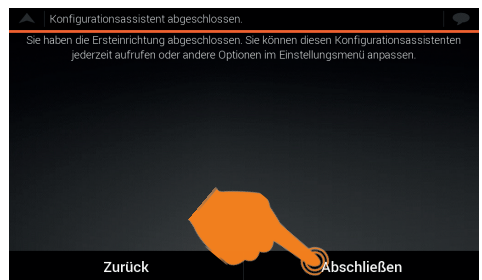 Konfigurationsassistent abgeschlossen.
Sie haben die Ersteinrichtung abgeschlossen. Sie können diesen Konfigurationsassistenten
jederzeit aufrufen oder andere Optionen im Einstellungsmenü anpassen.
Zurück
Abschließen